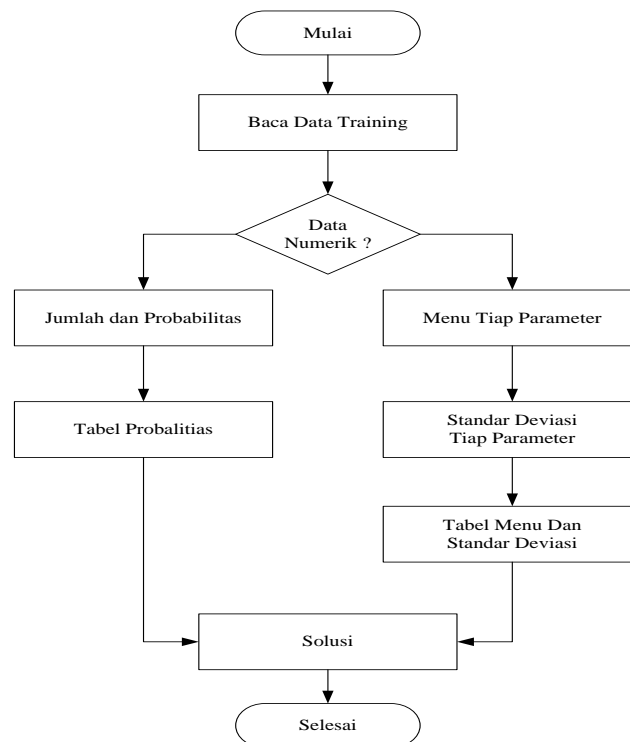 Mulai
Baca Data Training
Data
Numerik ?
Jumlah dan Probabilitas
Menu Tiap Parameter
Tabel Probalitias
Standar Deviasi
Tiap Parameter
Tabel Menu Dan
Standar Deviasi
Solusi
Selesai